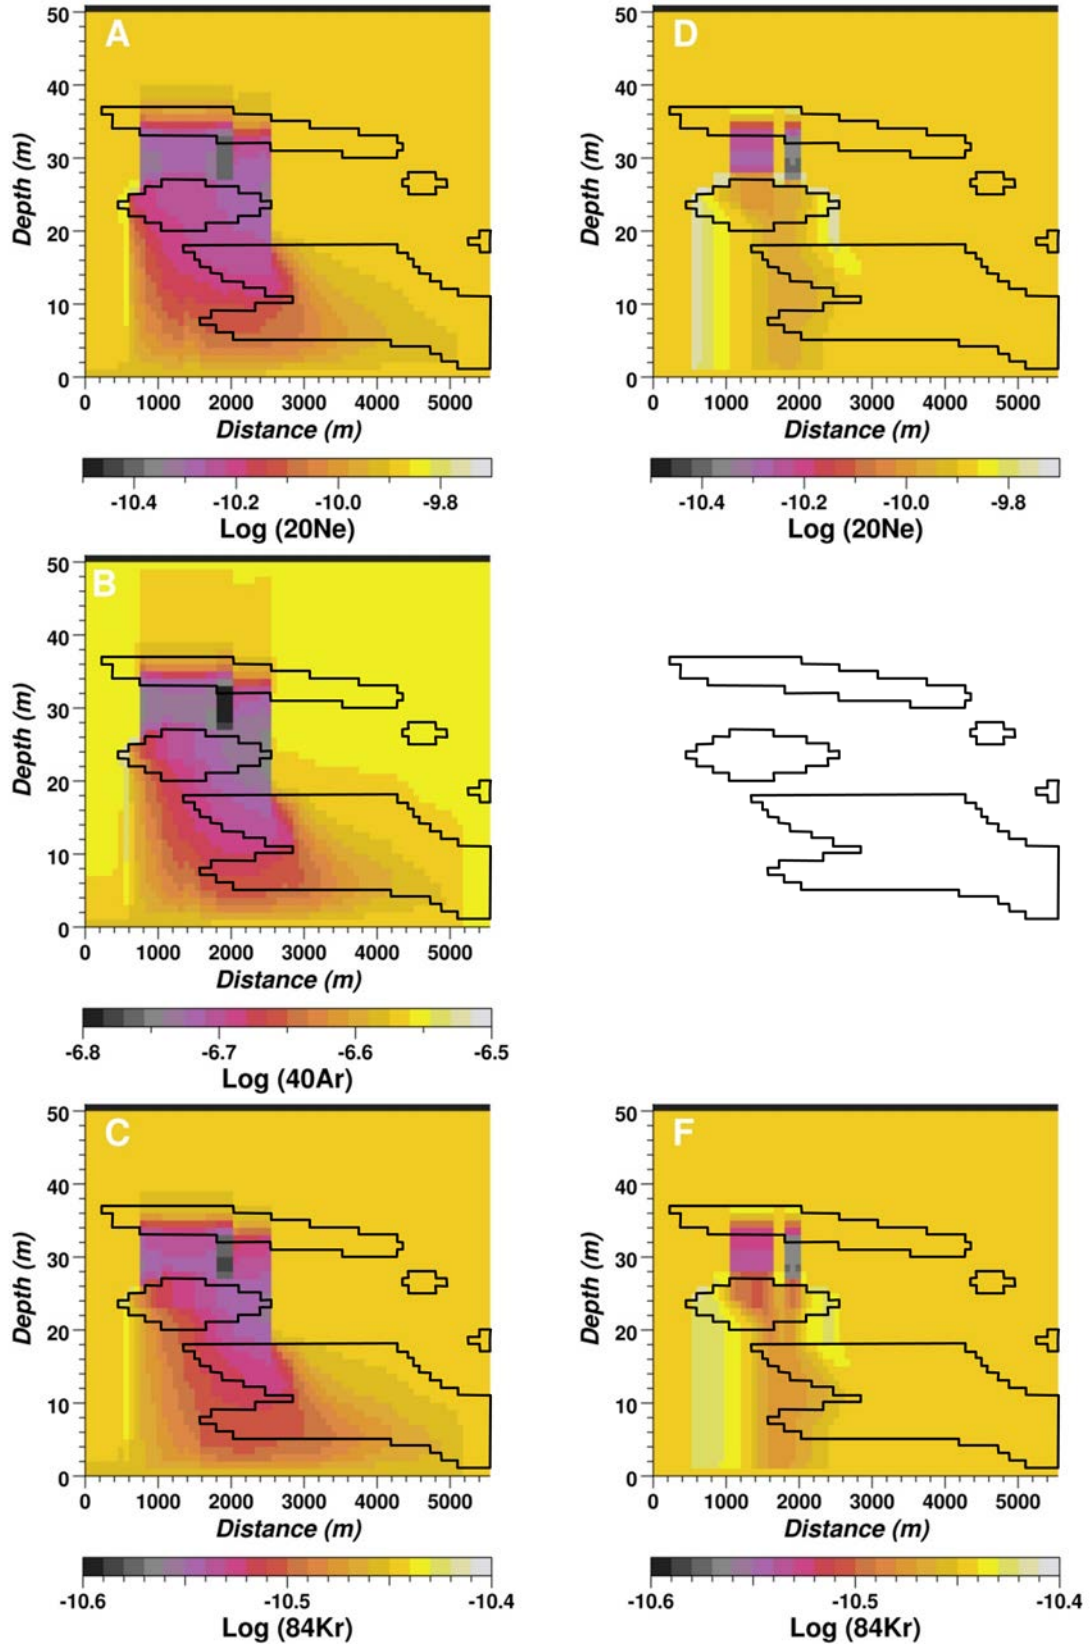 A
50
40
30
20
10
0
Depth (m)
0 1000 2000 3000 4000 5000
Distance (m)
-10.4 -10.2 -10.0 -9.8
Log (20Ne)
D
50
40
30
20
10
0
Depth (m)
0 1000 2000 3000 4000 5000
Distance (m)
-10.4 -10.2 -10.0 -9.8
Log (20Ne)
B
50
40
30
20
10
0
Depth (m)
0 1000 2000 3000 4000 5000
Distance (m)
-6.8 -6.7 -6.6 -6.5
Log (40Ar)
C
50
40
30
20
10
0
Depth (m)
0 1000 2000 3000 4000 5000
Distance (m)
-10.6 -10.5 -10.4
Log (84Kr)
F
50
40
30
20
10
0
Depth (m)
0 1000 2000 3000 4000 5000
Distance (m)
-10.6 -10.5 -10.4
Log (84Kr)